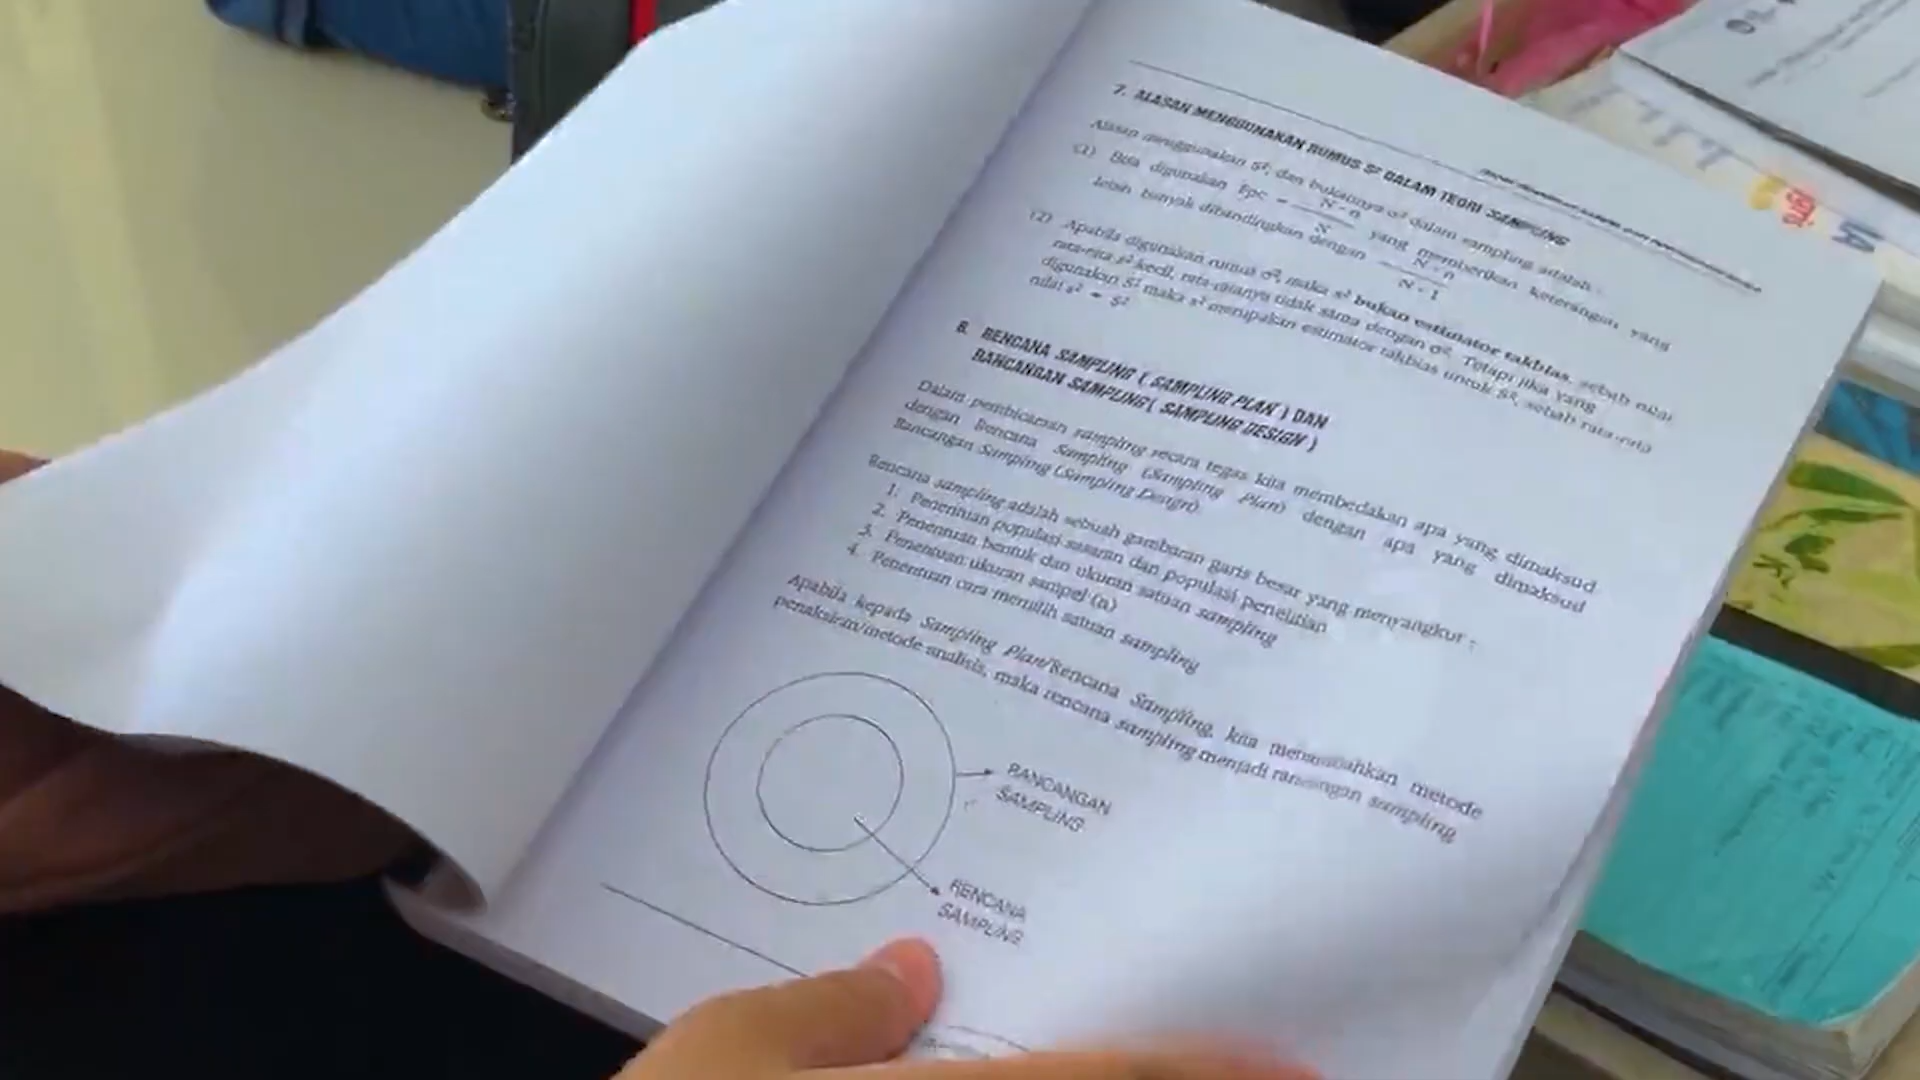 7. ALASAN MENGGUNAKAN RUMUS S² DALAM TEORI SAMPLING
Alasan menggunakan S², dan bukannya σ² dalam sampling adalah :
(1) Bila digunakan fpc = N - n / N yang memberikan keterangan yang
lebih banyak dibandingkan dengan N - n / N - 1
(2) Apabila digunakan rumus σ², maka s² bukan estimator takbias, sebab nilai
rata-rata s² kecil, rata-ratanya tidak sama dengan σ². Tetapi jika yang
digunakan S² maka s² merupakan estimator takbias untuk S², sebab rata-rata
nilai s² = S²
8. RENCANA SAMPLING ( SAMPLING PLAN ) DAN
RANCANGAN SAMPLING ( SAMPLING DESIGN )
Dalam pembicaraan sampling secara tegas kita membedakan apa yang dimaksud
dengan Rencana Sampling (Sampling Plan) dengan apa yang dimaksud
Rancangan Sampling (Sampling Design).
Rencana sampling adalah sebuah gambaran garis besar yang menyangkut :
1. Penentuan populasi sasaran dan populasi penelitian
2. Penentuan bentuk dan ukuran satuan sampling
3. Penentuan ukuran sampel (n)
4. Penentuan cara memilih satuan sampling
Apabila kepada Sampling Plan/Rencana Sampling, kita menambahkan metode
penaksiran/metode analisis, maka rencana sampling menjadi rancangan sampling
RANCANGAN
SAMPLING
RENCANA
SAMPLING